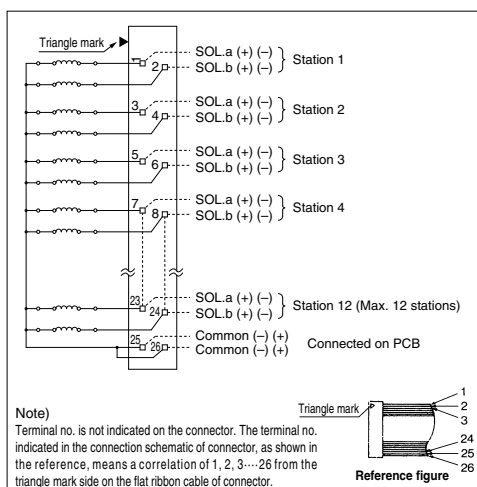 Triangle mark
1 SOL.a (+) (–)
2 SOL.b (+) (–)
Station 1
3 SOL.a (+) (–)
4 SOL.b (+) (–)
Station 2
5 SOL.a (+) (–)
6 SOL.b (+) (–)
Station 3
7 SOL.a (+) (–)
8 SOL.b (+) (–)
Station 4
23 SOL.a (+) (–)
24 SOL.b (+) (–)
Station 12 (Max. 12 stations)
25 Common (–) (+)
26 Common (–) (+)
Connected on PCB
Note)
Terminal no. is not indicated on the connector. The terminal no.
indicated in the connection schematic of connector, as shown in
the reference, means a correlation of 1, 2, 3····26 from the
triangle mark side on the flat ribbon cable of connector.
Triangle mark
1
2
3
24
25
26
Reference figure